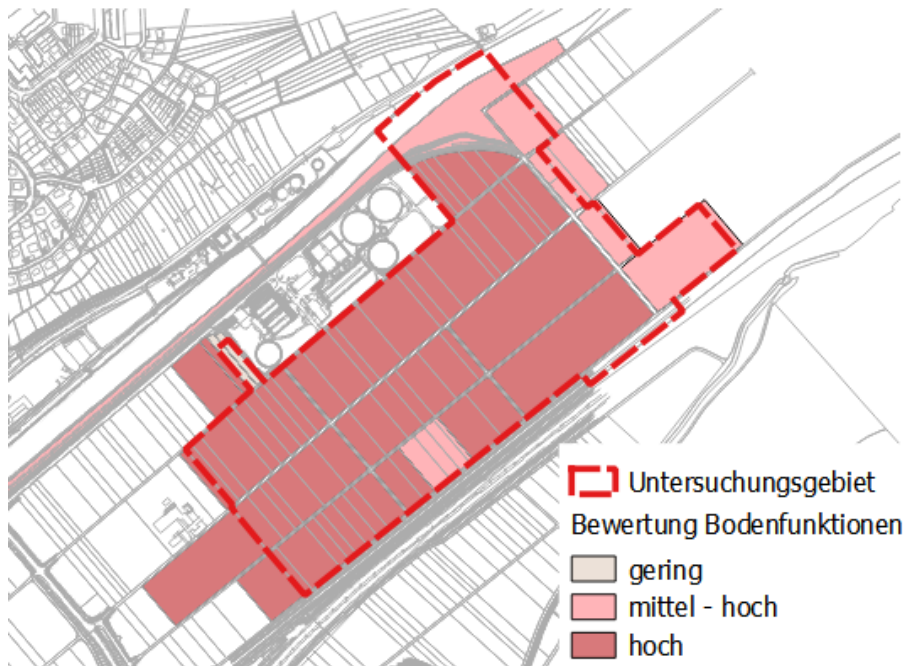 Untersuchungsgebiet
Bewertung Bodenfunktionen
gering
mittel - hoch
hoch